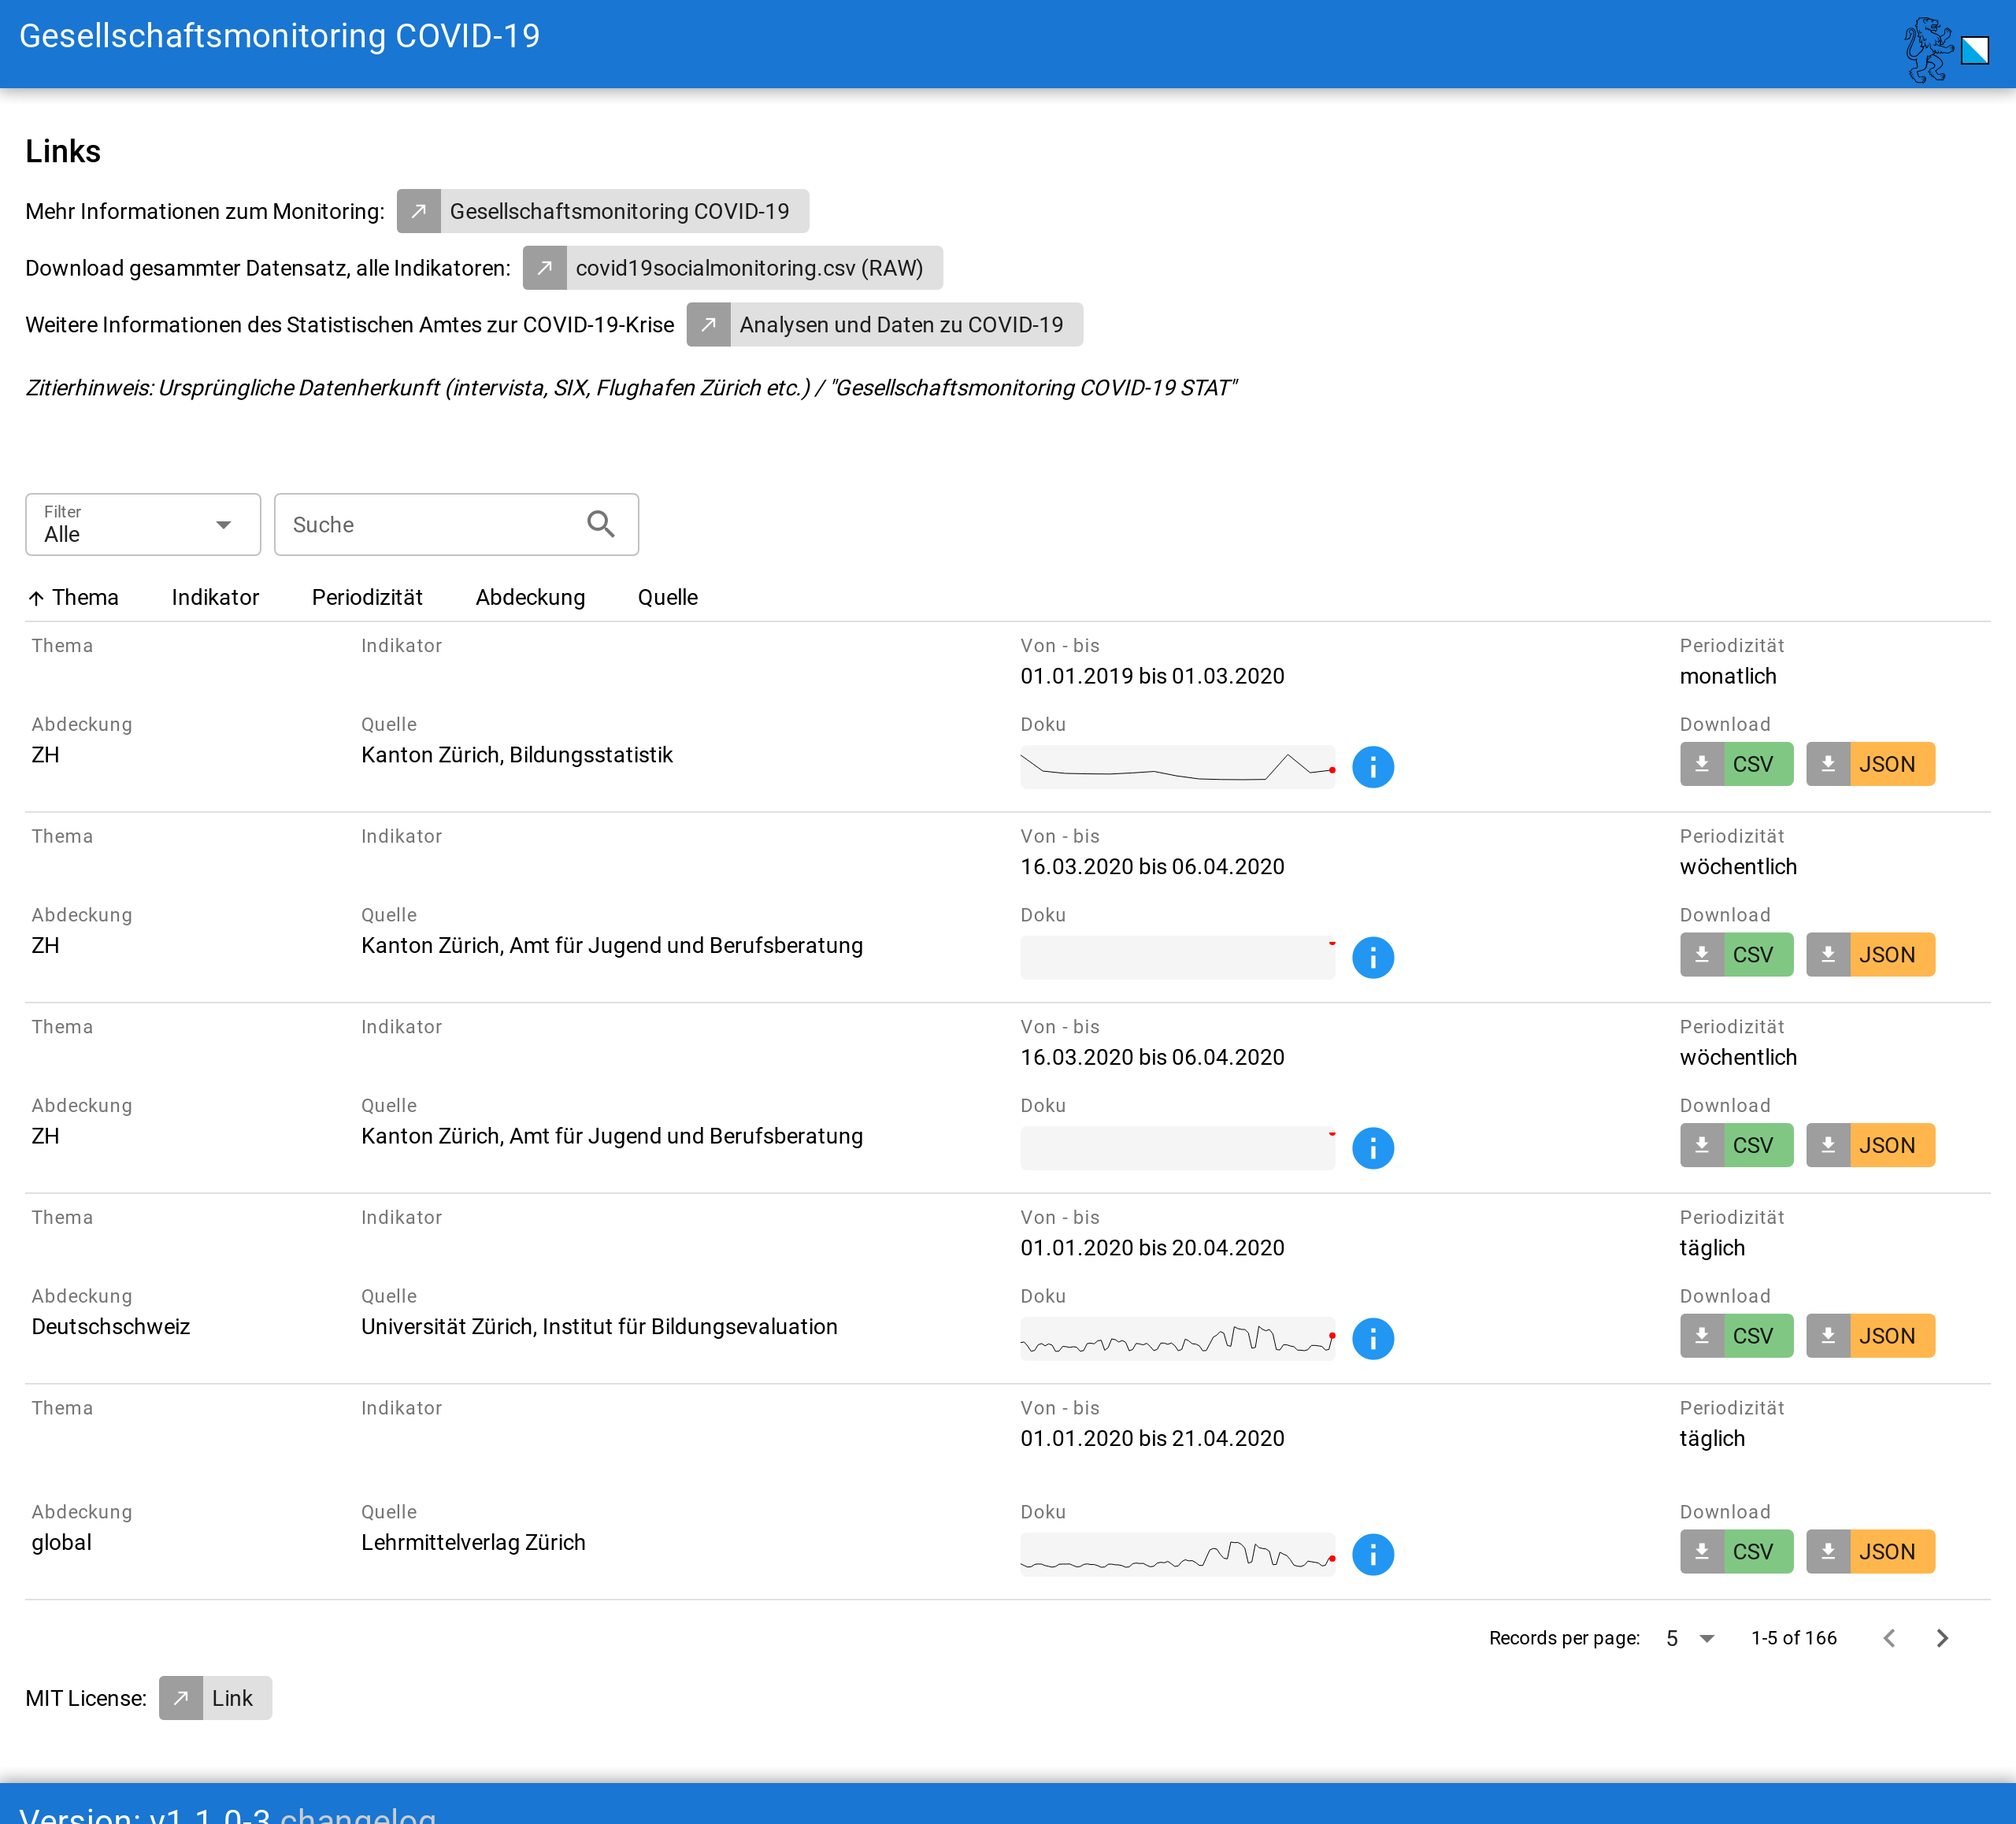 Gesellschaftsmonitoring COVID-19
Links
Mehr Informationen zum Monitoring: Gesellschaftsmonitoring COVID-19
Download gesammter Datensatz, alle Indikatoren: covid19socialmonitoring.csv (RAW)
Weitere Informationen des Statistischen Amtes zur COVID-19-Krise Analysen und Daten zu COVID-19
Zitierhinweis: Ursprüngliche Datenherkunft (intervista, SIX, Flughafen Zürich etc.) / "Gesellschaftsmonitoring COVID-19 STAT"
Filter
Alle
Suche
Thema Indikator Periodizität Abdeckung Quelle
Thema Indikator Von - bis Periodizität
01.01.2019 bis 01.03.2020 monatlich
Abdeckung Quelle Doku Download
ZH Kanton Zürich, Bildungsstatistik CSV JSON
Thema Indikator Von - bis Periodizität
16.03.2020 bis 06.04.2020 wöchentlich
Abdeckung Quelle Doku Download
ZH Kanton Zürich, Amt für Jugend und Berufsberatung CSV JSON
Thema Indikator Von - bis Periodizität
16.03.2020 bis 06.04.2020 wöchentlich
Abdeckung Quelle Doku Download
ZH Kanton Zürich, Amt für Jugend und Berufsberatung CSV JSON
Thema Indikator Von - bis Periodizität
01.01.2020 bis 20.04.2020 täglich
Abdeckung Quelle Doku Download
Deutschschweiz Universität Zürich, Institut für Bildungsevaluation CSV JSON
Thema Indikator Von - bis Periodizität
01.01.2020 bis 21.04.2020 täglich
Abdeckung Quelle Doku Download
global Lehrmittelverlag Zürich CSV JSON
Records per page: 5 1-5 of 166
MIT License: Link
Version: v1.1.0-3 changelog